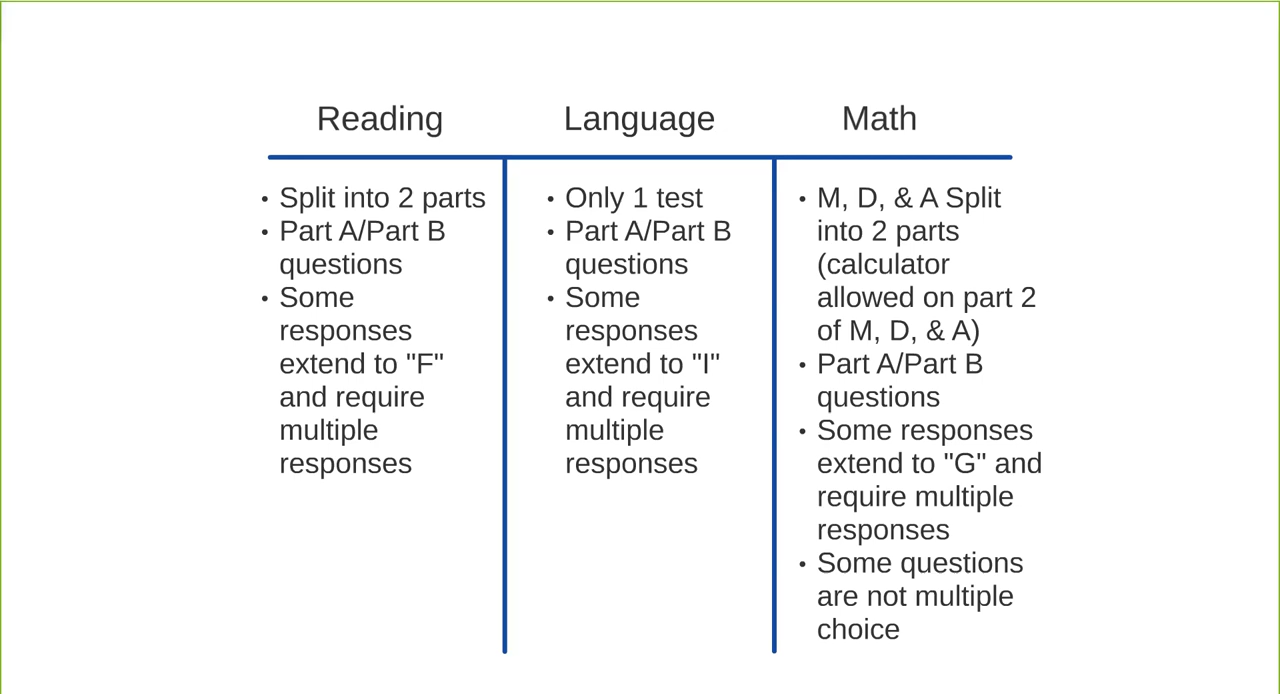 Reading
Language
Math
• Split into 2 parts
• Part A/Part B
questions
• Some
responses
extend to "F"
and require
multiple
responses
• Only 1 test
• Part A/Part B
questions
• Some
responses
extend to "I"
and require
multiple
responses
• M, D, & A Split
into 2 parts
(calculator
allowed on part 2
of M, D, & A)
• Part A/Part B
questions
• Some responses
extend to "G" and
require multiple
responses
• Some questions
are not multiple
choice